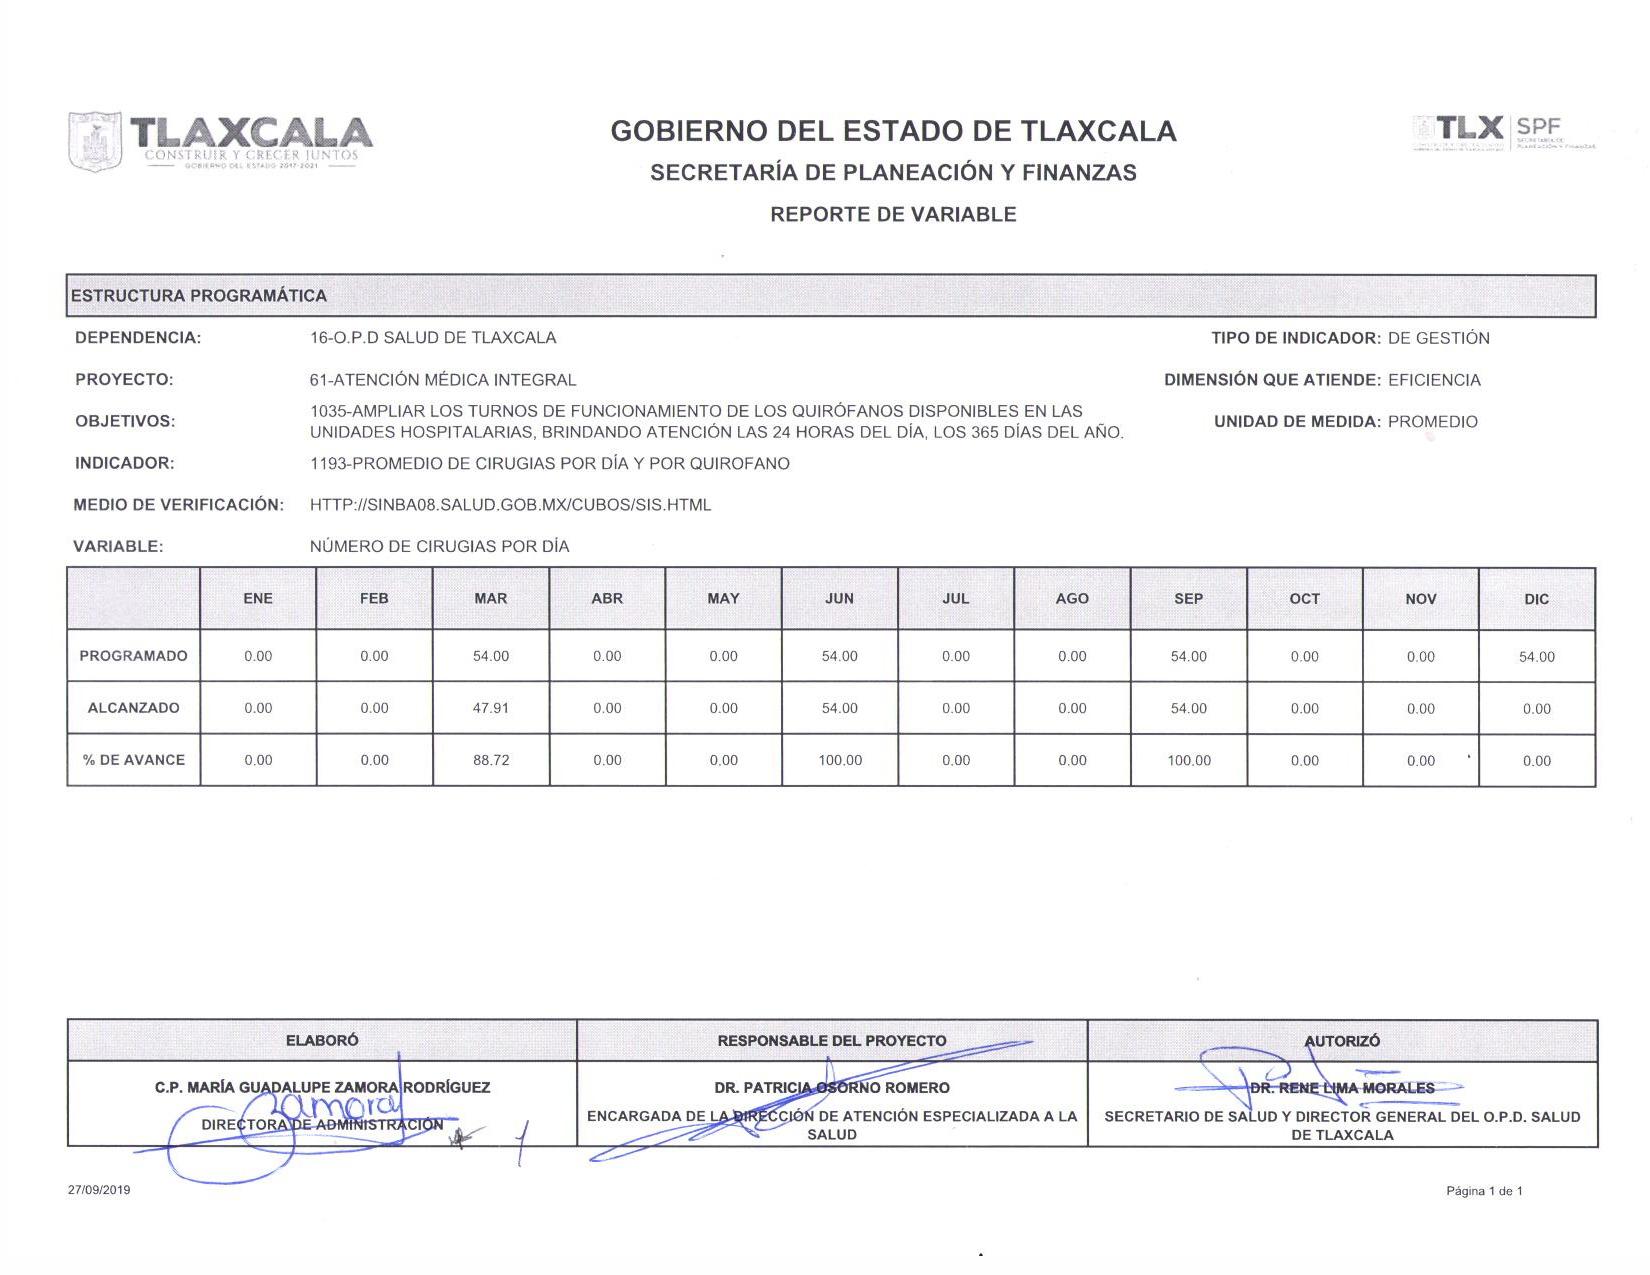 TLAXCALA
CONSTRUIR Y CRECER JUNTOS
GOBIERNO DEL ESTADO 2017-2021
GOBIERNO DEL ESTADO DE TLAXCALA
SECRETARÍA DE PLANEACIÓN Y FINANZAS
REPORTE DE VARIABLE
TLX SPF
SECRETARÍA DE
PLANEACIÓN Y FINANZAS
ESTRUCTURA PROGRAMÁTICA
DEPENDENCIA: 16-O.P.D SALUD DE TLAXCALA TIPO DE INDICADOR: DE GESTIÓN
PROYECTO: 61-ATENCIÓN MÉDICA INTEGRAL DIMENSIÓN QUE ATIENDE: EFICIENCIA
OBJETIVOS: 1035-AMPLIAR LOS TURNOS DE FUNCIONAMIENTO DE LOS QUIRÓFANOS DISPONIBLES EN LAS
UNIDADES HOSPITALARIAS, BRINDANDO ATENCIÓN LAS 24 HORAS DEL DÍA, LOS 365 DÍAS DEL AÑO.
UNIDAD DE MEDIDA: PROMEDIO
INDICADOR: 1193-PROMEDIO DE CIRUGIAS POR DÍA Y POR QUIROFANO
MEDIO DE VERIFICACIÓN: HTTP://SINBA08.SALUD.GOB.MX/CUBOS/SIS.HTML
VARIABLE: NÚMERO DE CIRUGIAS POR DÍA
ENE FEB MAR ABR MAY JUN JUL AGO SEP OCT NOV DIC
PROGRAMADO 0.00 0.00 54.00 0.00 0.00 54.00 0.00 0.00 54.00 0.00 0.00 54.00
ALCANZADO 0.00 0.00 47.91 0.00 0.00 54.00 0.00 0.00 54.00 0.00 0.00 0.00
% DE AVANCE 0.00 0.00 88.72 0.00 0.00 100.00 0.00 0.00 100.00 0.00 0.00 0.00
ELABORÓ RESPONSABLE DEL PROYECTO AUTORIZÓ
C.P. MARÍA GUADALUPE ZAMORA RODRÍGUEZ DR. PATRICIA OSORNO ROMERO DR. RENE LIMA MORALES
Zamora
DIRECTORA DE ADMINISTRACIÓN
ENCARGADA DE LA DIRECCIÓN DE ATENCIÓN ESPECIALIZADA A LA
SALUD
SECRETARIO DE SALUD Y DIRECTOR GENERAL DEL O.P.D. SALUD
DE TLAXCALA
27/09/2019 Página 1 de 1